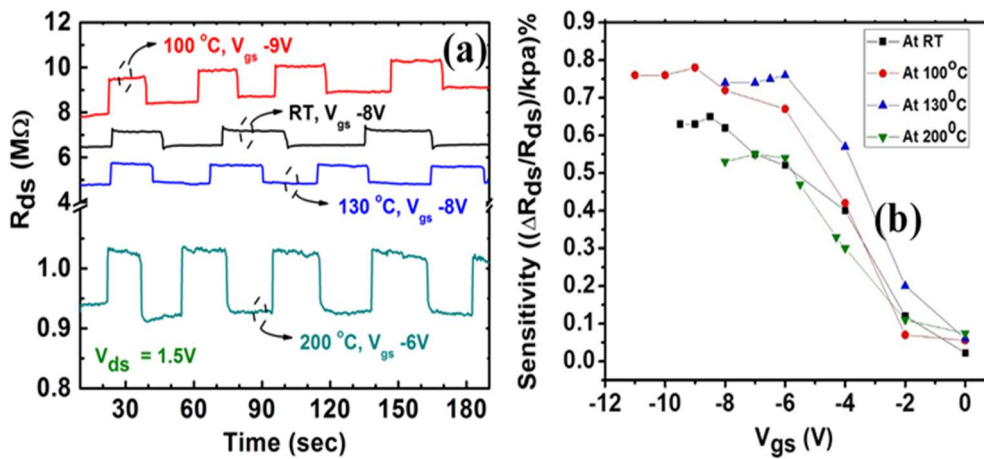 (a)
100 °C, Vgs -9V
RT, Vgs -8V
130 °C, Vgs -8V
200 °C, Vgs -6V
Vds = 1.5V
Rds (MΩ)
12
10
8
6
4
1.0
0.9
0.8
30 60 90 120 150 180
Time (sec)
(b)
At RT
At 100°C
At 130⁰C
At 200⁰C
Sensitivity ((ΔRds/Rds)/kpa)%
0.9
0.8
0.7
0.6
0.5
0.4
0.3
0.2
0.1
0.0
-12 -10 -8 -6 -4 -2 0
Vgs (V)